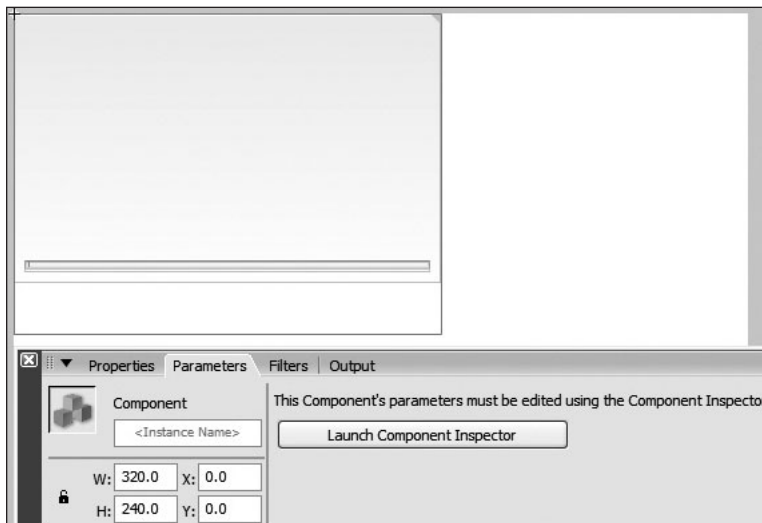 Properties Parameters Filters Output
Component
<Instance Name>
This Component's parameters must be edited using the Component Inspecto
Launch Component Inspector
W: 320.0 X: 0.0
H: 240.0 Y: 0.0